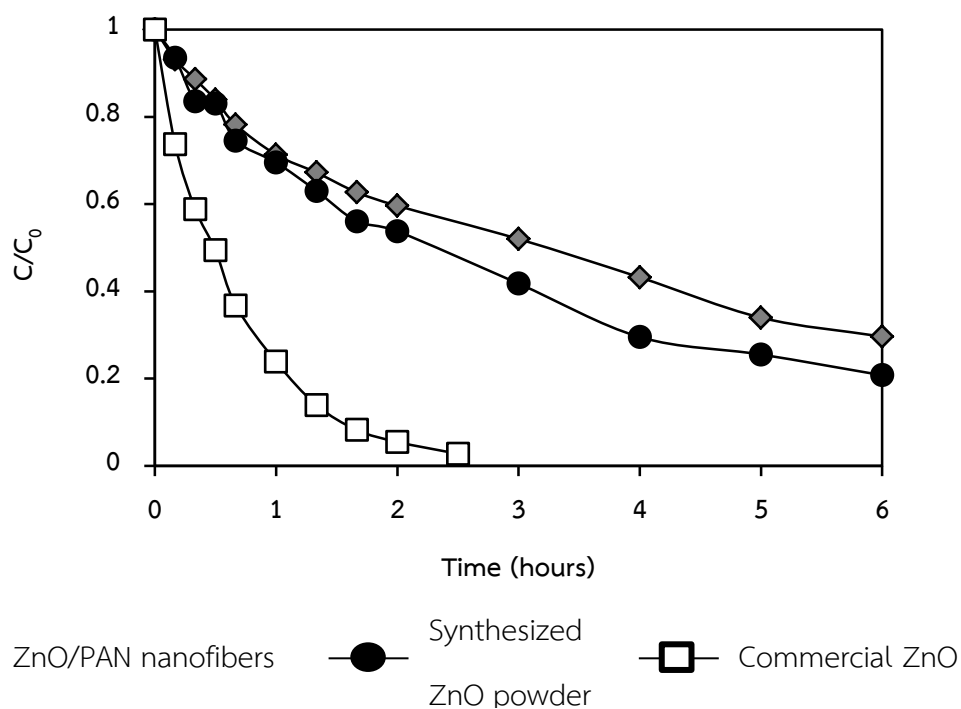 1
0.8
0.6
0.4
0.2
0
C/C₀
0 1 2 3 4 5 6
Time (hours)
ZnO/PAN nanofibers
Synthesized
ZnO powder
Commercial ZnO